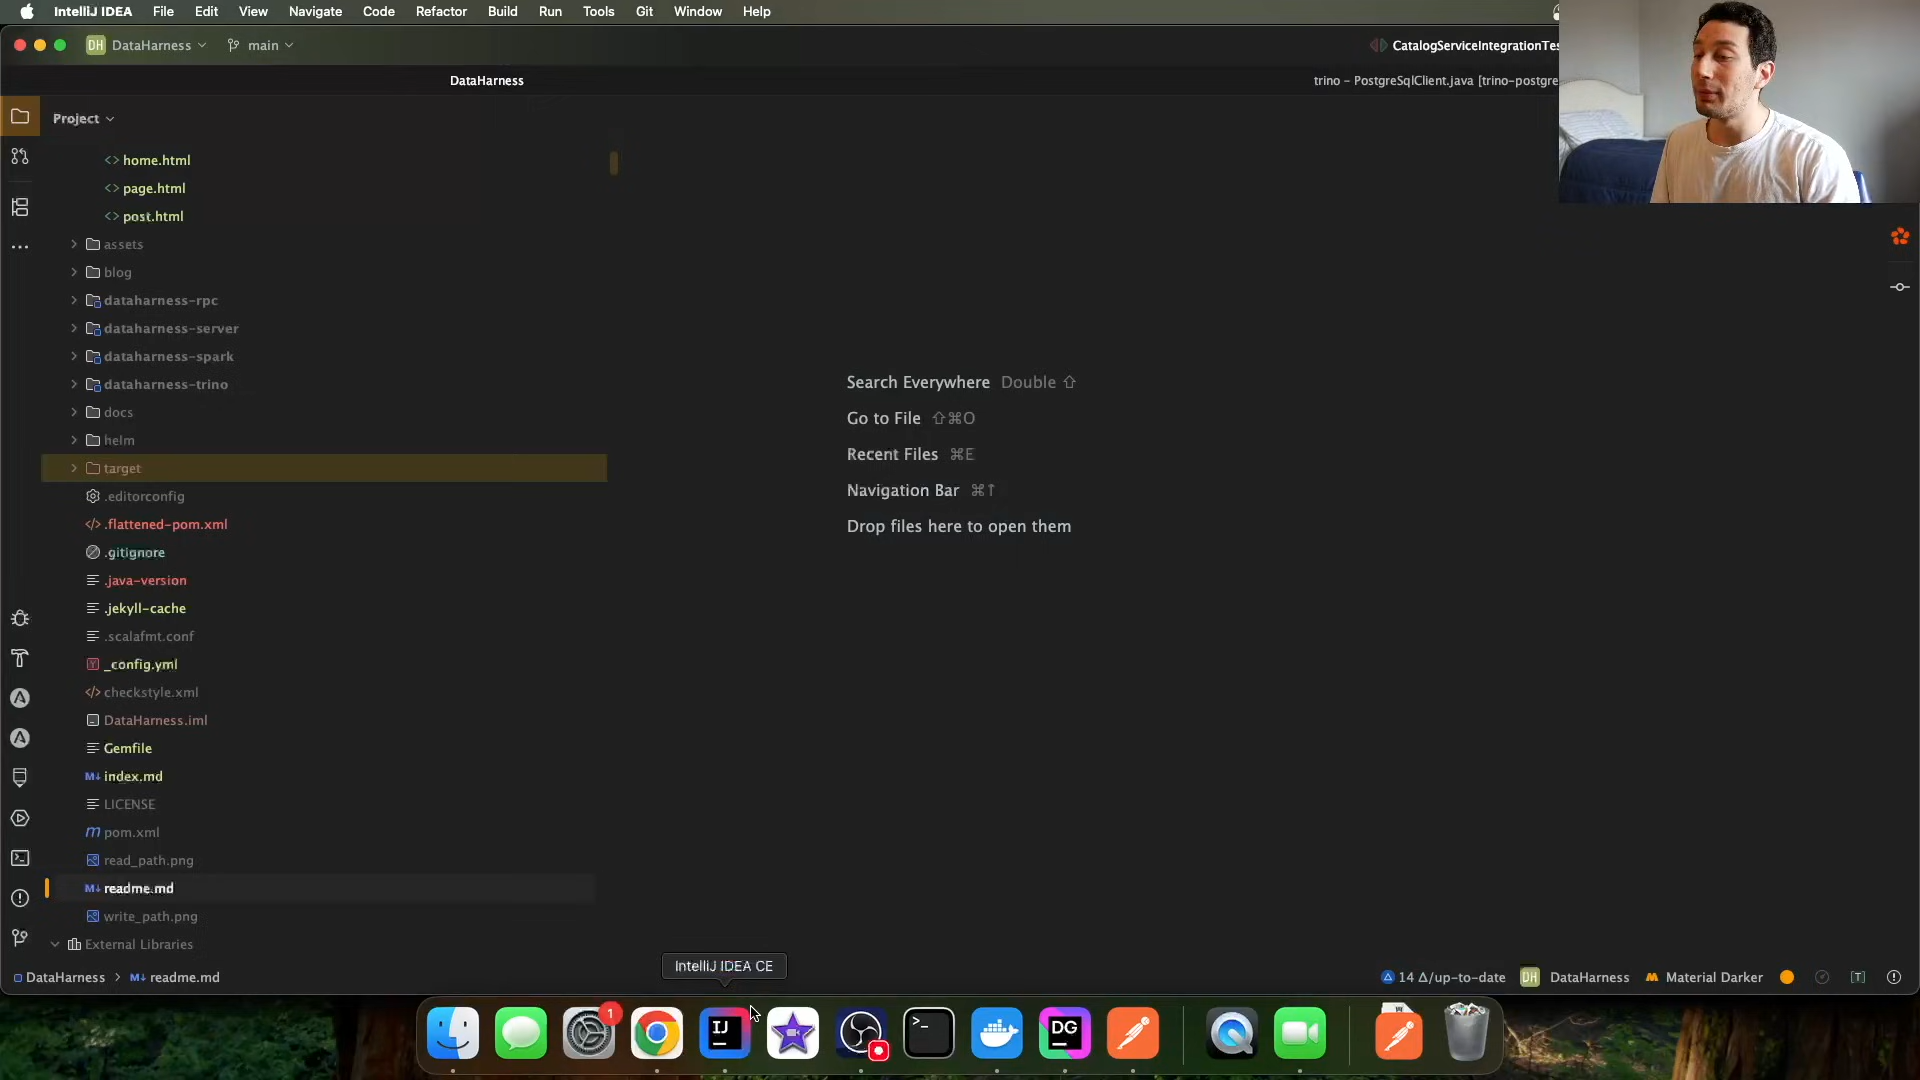 IntelliJ IDEA File Edit View Navigate Code Refactor Build Run Tools Git Window Help
DH DataHarness main
CatalogServiceIntegrationTes
DataHarness
trino – PostgreSqlClient.java [trino-postgre
Project
<> home.html
<> page.html
<> post.html
assets
blog
dataharness-rpc
dataharness-server
dataharness-spark
dataharness-trino
docs
helm
target
.editorconfig
</> .flattened-pom.xml
.gitignore
.java-version
.jekyll-cache
.scalafmt.conf
Y _config.yml
</> checkstyle.xml
DataHarness.iml
Gemfile
M↓ index.md
LICENSE
m pom.xml
read_path.png
M↓ readme.md
write_path.png
External Libraries
Search Everywhere Double ⇧
Go to File ⇧⌘O
Recent Files ⌘E
Navigation Bar ⌘↑
Drop files here to open them
IntelliJ IDEA CE
DataHarness > M↓ readme.md
14 Δ/up-to-date DH DataHarness Material Darker [T]
1
IJ
>_
DG
W